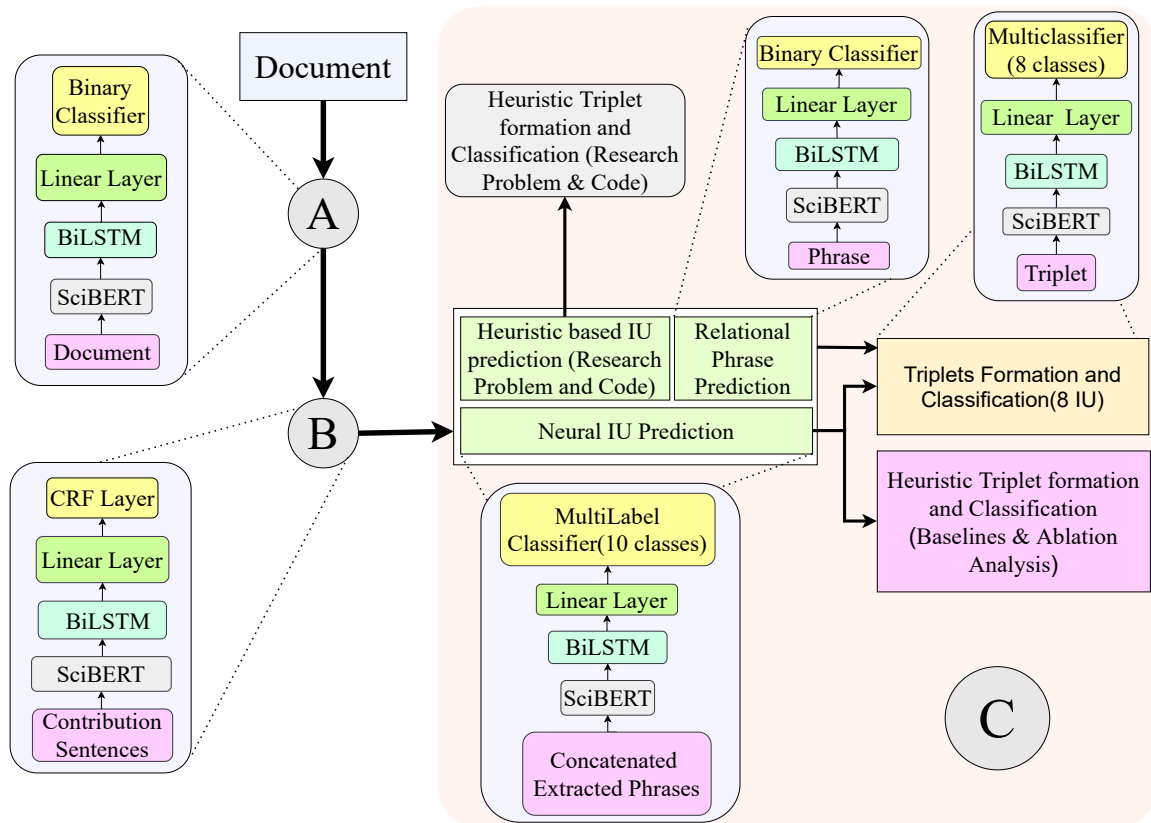 Document
Binary
Classifier
Linear Layer
BiLSTM
SciBERT
Document
A
B
CRF Layer
Linear Layer
BiLSTM
SciBERT
Contribution
Sentences
Heuristic Triplet
formation and
Classification (Research
Problem & Code)
Binary Classifier
Linear Layer
BiLSTM
SciBERT
Phrase
Multiclassifier
(8 classes)
Linear Layer
BiLSTM
SciBERT
Triplet
Heuristic based IU
prediction (Research
Problem and Code)
Relational
Phrase
Prediction
Neural IU Prediction
Triplets Formation and
Classification(8 IU)
Heuristic Triplet formation
and Classification
(Baselines & Ablation
Analysis)
MultiLabel
Classifier(10 classes)
Linear Layer
BiLSTM
SciBERT
Concatenated
Extracted Phrases
C